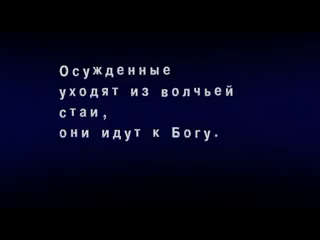 Осужденные
уходят из волчьей
стаи,
они идут к Богу.